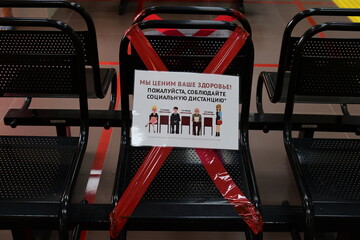 МЫ ЦЕНИМ ВАШЕ ЗДОРОВЬЕ!
ПОЖАЛУЙСТА, СОБЛЮДАЙТЕ
СОЦИАЛЬНУЮ ДИСТАНЦИЮ*